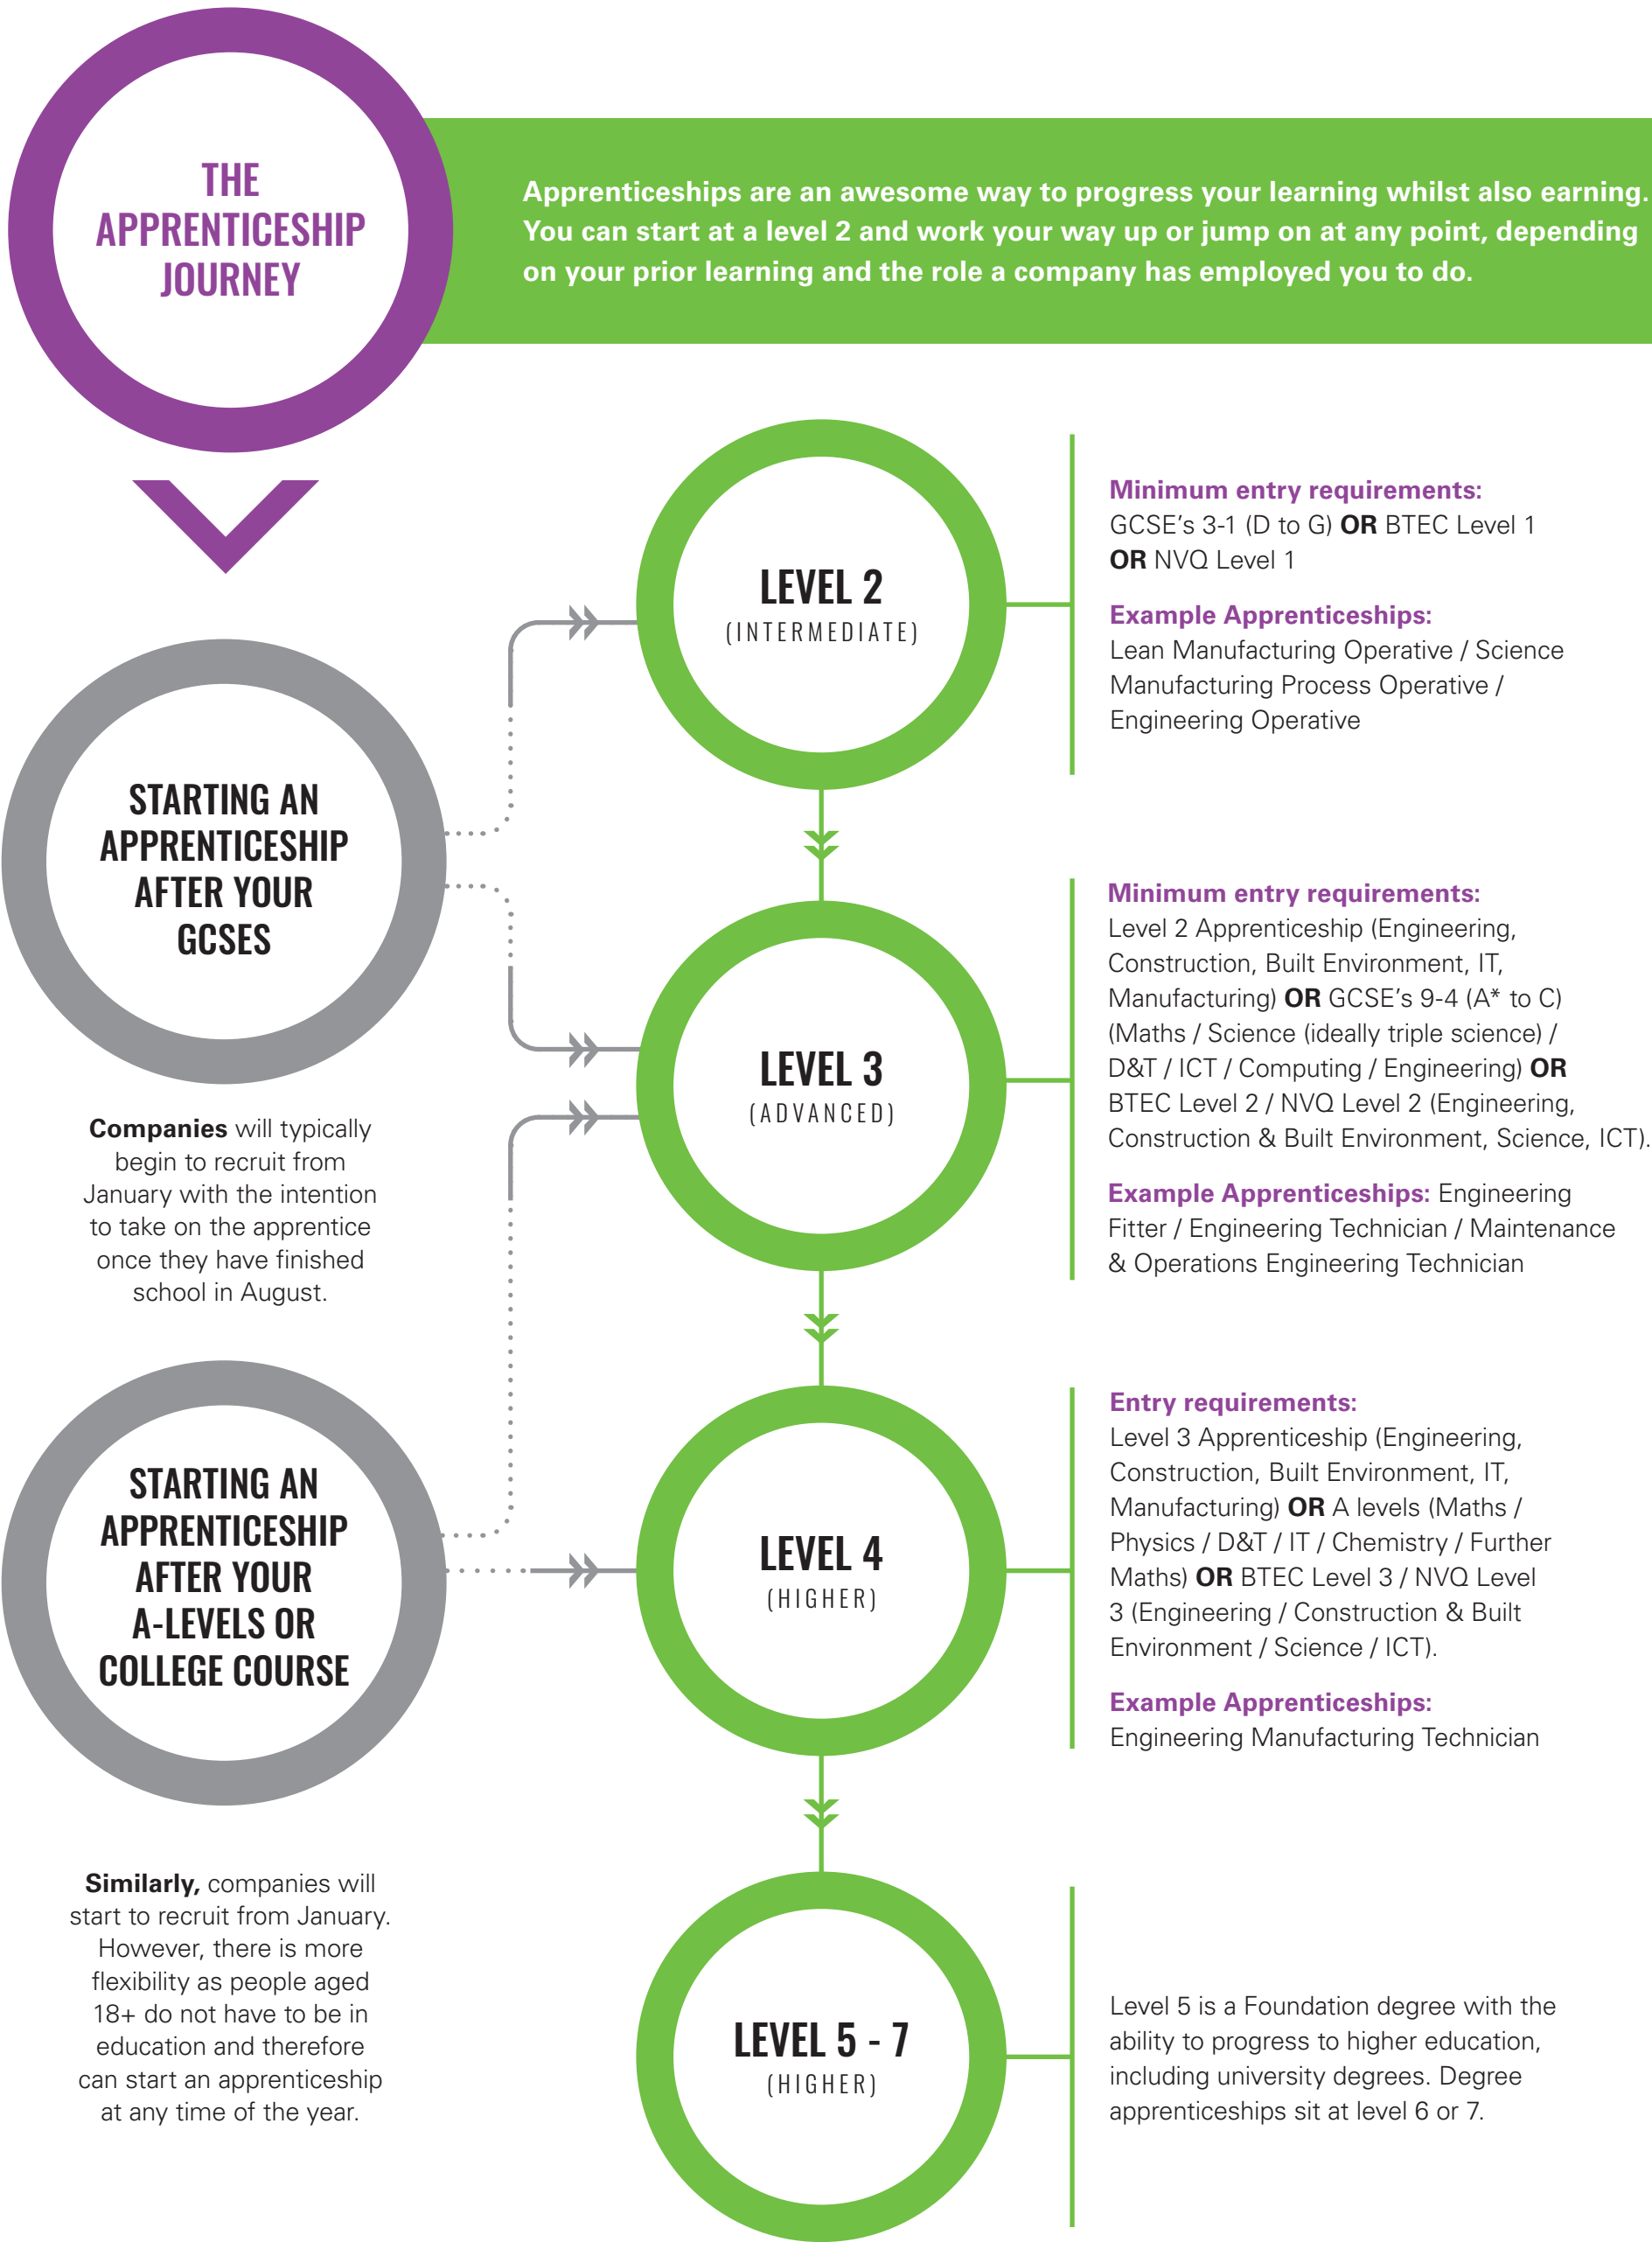 THE
APPRENTICESHIP
JOURNEY
Apprenticeships are an awesome way to progress your learning whilst also earning.
You can start at a level 2 and work your way up or jump on at any point, depending
on your prior learning and the role a company has employed you to do.
LEVEL 2
(INTERMEDIATE)
Minimum entry requirements:
GCSE's 3-1 (D to G) OR BTEC Level 1
OR NVQ Level 1
Example Apprenticeships:
Lean Manufacturing Operative / Science
Manufacturing Process Operative /
Engineering Operative
STARTING AN
APPRENTICESHIP
AFTER YOUR
GCSES
Companies will typically
begin to recruit from
January with the intention
to take on the apprentice
once they have finished
school in August.
LEVEL 3
(ADVANCED)
Minimum entry requirements:
Level 2 Apprenticeship (Engineering,
Construction, Built Environment, IT,
Manufacturing) OR GCSE's 9-4 (A* to C)
(Maths / Science (ideally triple science) /
D&T / ICT / Computing / Engineering) OR
BTEC Level 2 / NVQ Level 2 (Engineering,
Construction & Built Environment, Science, ICT).
Example Apprenticeships: Engineering
Fitter / Engineering Technician / Maintenance
& Operations Engineering Technician
STARTING AN
APPRENTICESHIP
AFTER YOUR
A-LEVELS OR
COLLEGE COURSE
Similarly, companies will
start to recruit from January.
However, there is more
flexibility as people aged
18+ do not have to be in
education and therefore
can start an apprenticeship
at any time of the year.
LEVEL 4
(HIGHER)
Entry requirements:
Level 3 Apprenticeship (Engineering,
Construction, Built Environment, IT,
Manufacturing) OR A levels (Maths /
Physics / D&T / IT / Chemistry / Further
Maths) OR BTEC Level 3 / NVQ Level
3 (Engineering / Construction & Built
Environment / Science / ICT).
Example Apprenticeships:
Engineering Manufacturing Technician
LEVEL 5 - 7
(HIGHER)
Level 5 is a Foundation degree with the
ability to progress to higher education,
including university degrees. Degree
apprenticeships sit at level 6 or 7.